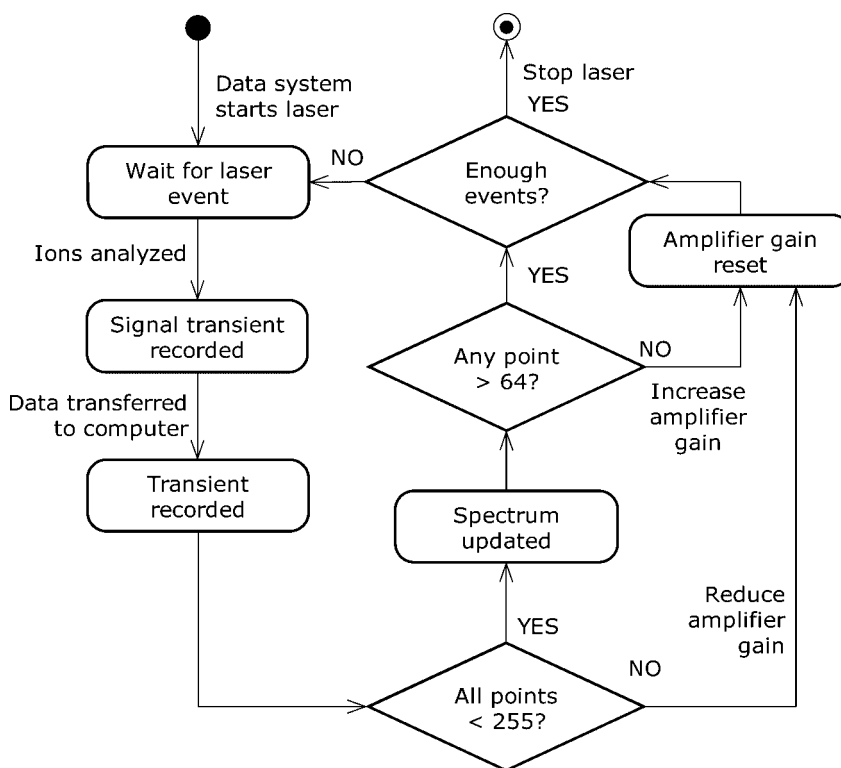 Data system
starts laser
Stop laser
YES
Wait for laser
event
NO
Enough
events?
Amplifier gain
reset
Ions analyzed
YES
Signal transient
recorded
Any point
> 64?
NO
Increase
amplifier
gain
Data transferred
to computer
Transient
recorded
Spectrum
updated
Reduce
amplifier
gain
YES
NO
All points
< 255?